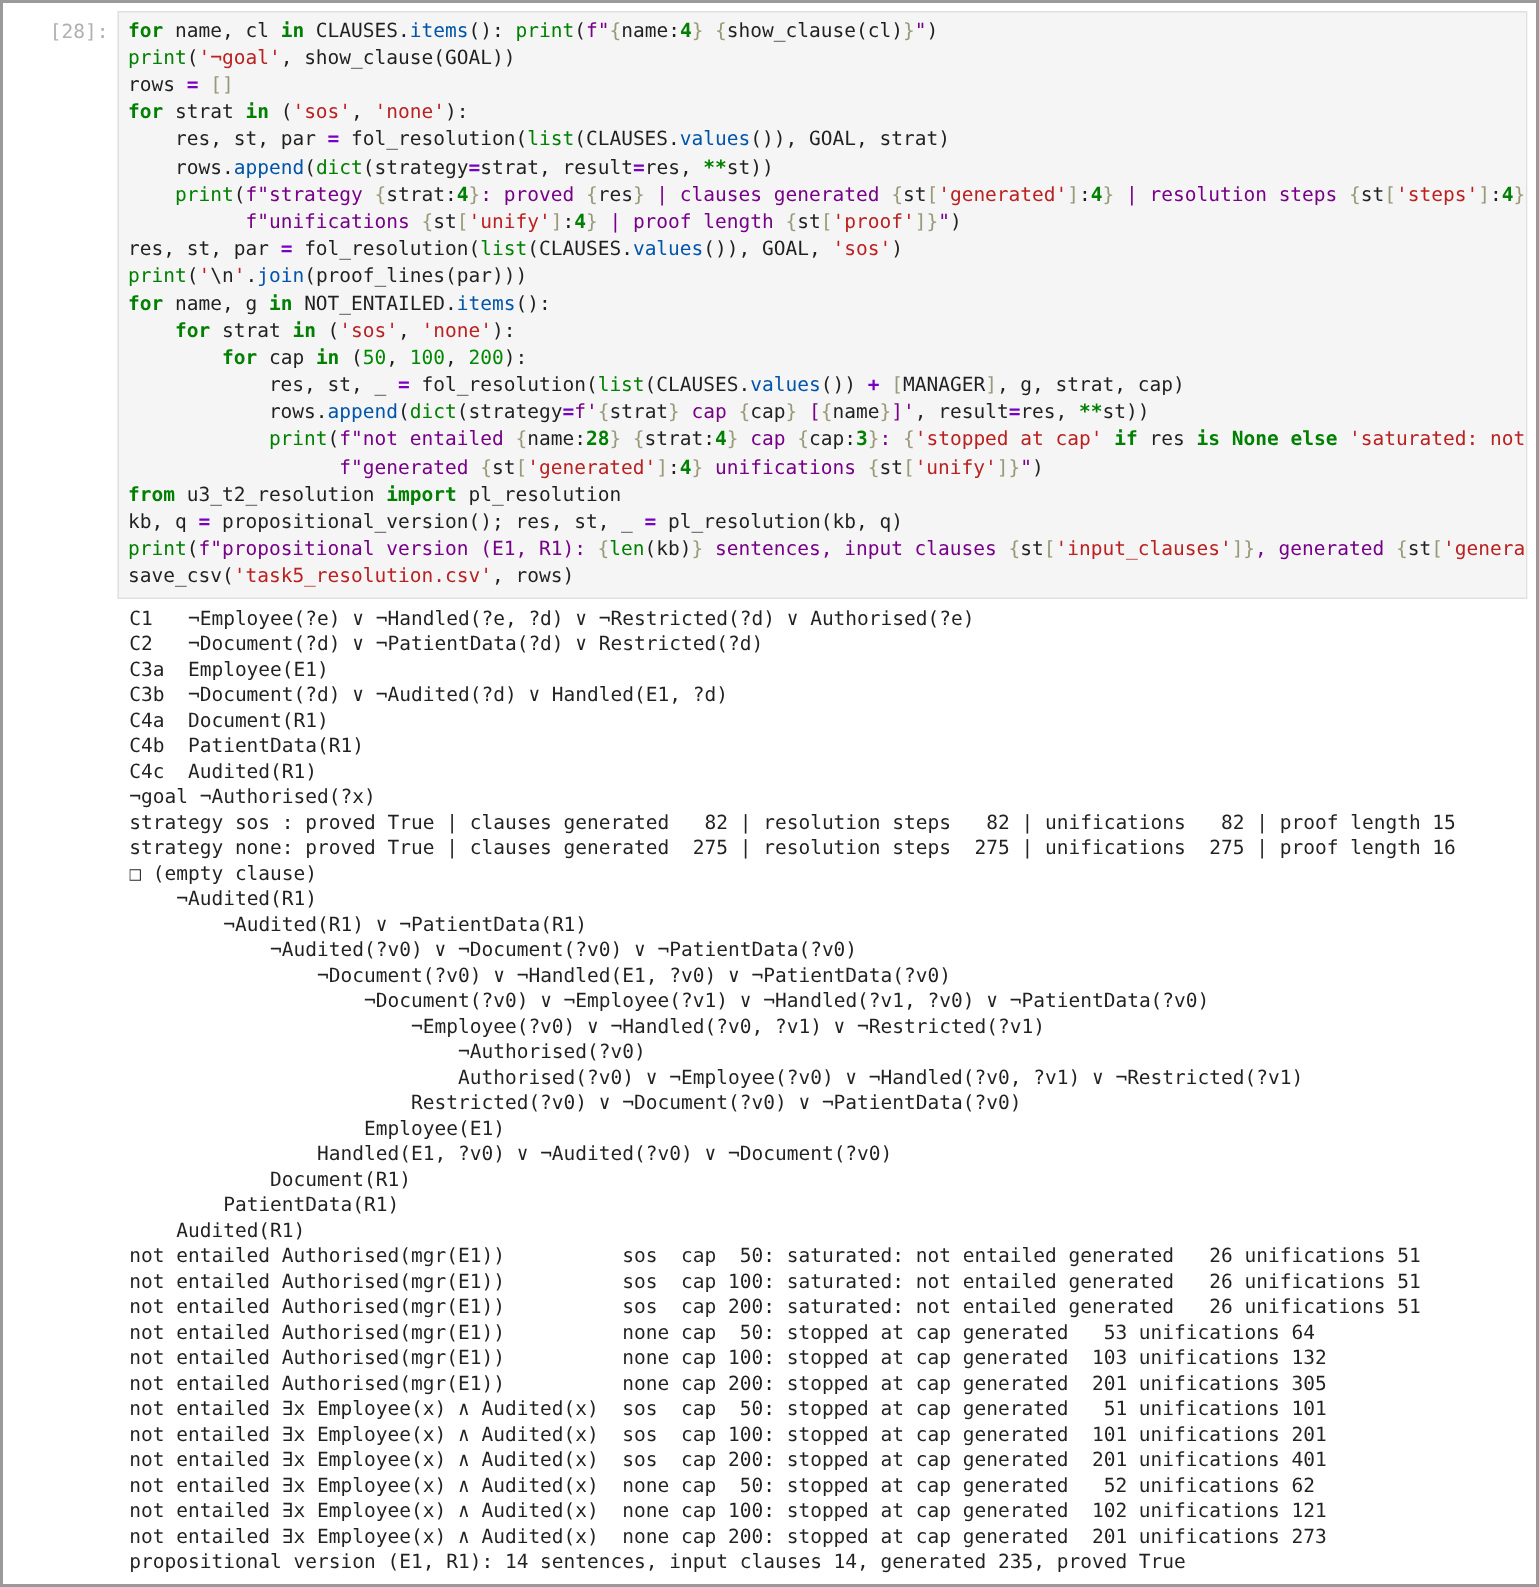 [28]:
for name, cl in CLAUSES.items(): print(f"{name:4} {show_clause(cl)}")
print('¬goal', show_clause(GOAL))
rows = []
for strat in ('sos', 'none'):
    res, st, par = fol_resolution(list(CLAUSES.values()), GOAL, strat)
    rows.append(dict(strategy=strat, result=res, **st))
    print(f"strategy {strat:4}: proved {res} | clauses generated {st['generated']:4} | resolution steps {st['steps']:4}
          f"unifications {st['unify']:4} | proof length {st['proof']}")
res, st, par = fol_resolution(list(CLAUSES.values()), GOAL, 'sos')
print('\n'.join(proof_lines(par)))
for name, g in NOT_ENTAILED.items():
    for strat in ('sos', 'none'):
        for cap in (50, 100, 200):
            res, st, _ = fol_resolution(list(CLAUSES.values()) + [MANAGER], g, strat, cap)
            rows.append(dict(strategy=f'{strat} cap {cap} [{name}]', result=res, **st))
            print(f"not entailed {name:28} {strat:4} cap {cap:3}: {'stopped at cap' if res is None else 'saturated: not
                  f"generated {st['generated']:4} unifications {st['unify']}")
from u3_t2_resolution import pl_resolution
kb, q = propositional_version(); res, st, _ = pl_resolution(kb, q)
print(f"propositional version (E1, R1): {len(kb)} sentences, input clauses {st['input_clauses']}, generated {st['genera
save_csv('task5_resolution.csv', rows)
C1   ¬Employee(?e) ∨ ¬Handled(?e, ?d) ∨ ¬Restricted(?d) ∨ Authorised(?e)
C2   ¬Document(?d) ∨ ¬PatientData(?d) ∨ Restricted(?d)
C3a  Employee(E1)
C3b  ¬Document(?d) ∨ ¬Audited(?d) ∨ Handled(E1, ?d)
C4a  Document(R1)
C4b  PatientData(R1)
C4c  Audited(R1)
¬goal ¬Authorised(?x)
strategy sos : proved True | clauses generated   82 | resolution steps   82 | unifications   82 | proof length 15
strategy none: proved True | clauses generated  275 | resolution steps  275 | unifications  275 | proof length 16
□ (empty clause)
    ¬Audited(R1)
        ¬Audited(R1) ∨ ¬PatientData(R1)
            ¬Audited(?v0) ∨ ¬Document(?v0) ∨ ¬PatientData(?v0)
                ¬Document(?v0) ∨ ¬Handled(E1, ?v0) ∨ ¬PatientData(?v0)
                    ¬Document(?v0) ∨ ¬Employee(?v1) ∨ ¬Handled(?v1, ?v0) ∨ ¬PatientData(?v0)
                        ¬Employee(?v0) ∨ ¬Handled(?v0, ?v1) ∨ ¬Restricted(?v1)
                            ¬Authorised(?v0)
                            Authorised(?v0) ∨ ¬Employee(?v0) ∨ ¬Handled(?v0, ?v1) ∨ ¬Restricted(?v1)
                        Restricted(?v0) ∨ ¬Document(?v0) ∨ ¬PatientData(?v0)
                    Employee(E1)
                Handled(E1, ?v0) ∨ ¬Audited(?v0) ∨ ¬Document(?v0)
            Document(R1)
        PatientData(R1)
    Audited(R1)
not entailed Authorised(mgr(E1))          sos  cap  50: saturated: not entailed generated   26 unifications 51
not entailed Authorised(mgr(E1))          sos  cap 100: saturated: not entailed generated   26 unifications 51
not entailed Authorised(mgr(E1))          sos  cap 200: saturated: not entailed generated   26 unifications 51
not entailed Authorised(mgr(E1))          none cap  50: stopped at cap generated   53 unifications 64
not entailed Authorised(mgr(E1))          none cap 100: stopped at cap generated  103 unifications 132
not entailed Authorised(mgr(E1))          none cap 200: stopped at cap generated  201 unifications 305
not entailed ∃x Employee(x) ∧ Audited(x)  sos  cap  50: stopped at cap generated   51 unifications 101
not entailed ∃x Employee(x) ∧ Audited(x)  sos  cap 100: stopped at cap generated  101 unifications 201
not entailed ∃x Employee(x) ∧ Audited(x)  sos  cap 200: stopped at cap generated  201 unifications 401
not entailed ∃x Employee(x) ∧ Audited(x)  none cap  50: stopped at cap generated   52 unifications 62
not entailed ∃x Employee(x) ∧ Audited(x)  none cap 100: stopped at cap generated  102 unifications 121
not entailed ∃x Employee(x) ∧ Audited(x)  none cap 200: stopped at cap generated  201 unifications 273
propositional version (E1, R1): 14 sentences, input clauses 14, generated 235, proved True